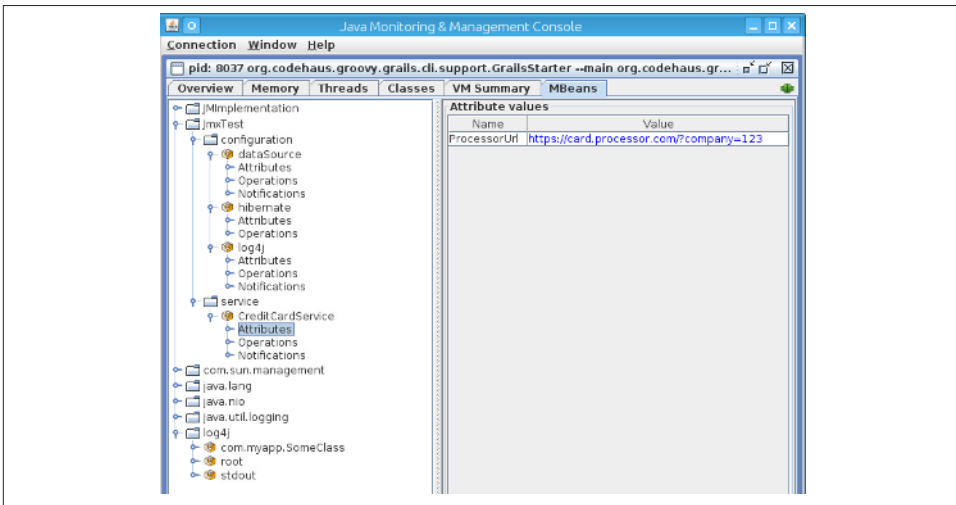 Java Monitoring & Management Console
Connection Window Help
pid: 8037 org.codehaus.groovy.grails.cli.support.GrailsStarter --main org.codehaus.gr...
Overview Memory Threads Classes VM Summary MBeans
JMImplementation
JmxTest
configuration
dataSource
Attributes
Operations
Notifications
hibernate
Attributes
Operations
log4j
Attributes
Operations
Notifications
service
CreditCardService
Attributes
Operations
Notifications
com.sun.management
java.lang
java.nio
java.util.logging
log4j
com.myapp.SomeClass
root
stdout
Attribute values
Name Value
ProcessorUrl https://card.processor.com/?company=123